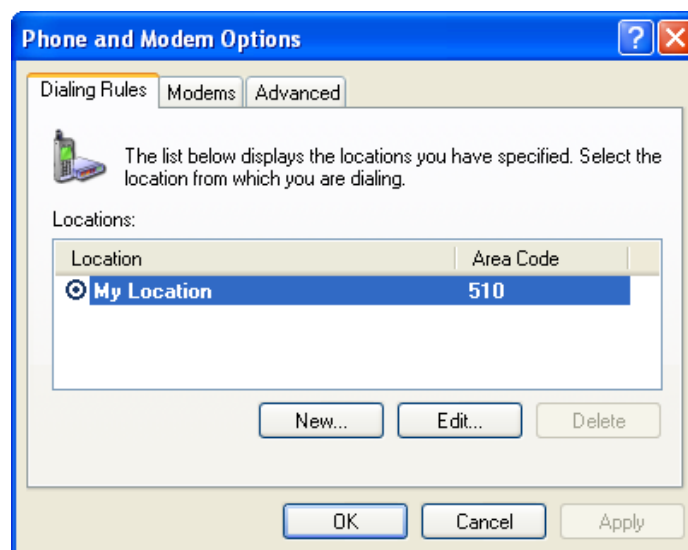 Phone and Modem Options
Dialing Rules Modems Advanced
The list below displays the locations you have specified. Select the
location from which you are dialing.
Locations:
Location Area Code
My Location 510
New... Edit... Delete
OK Cancel Apply